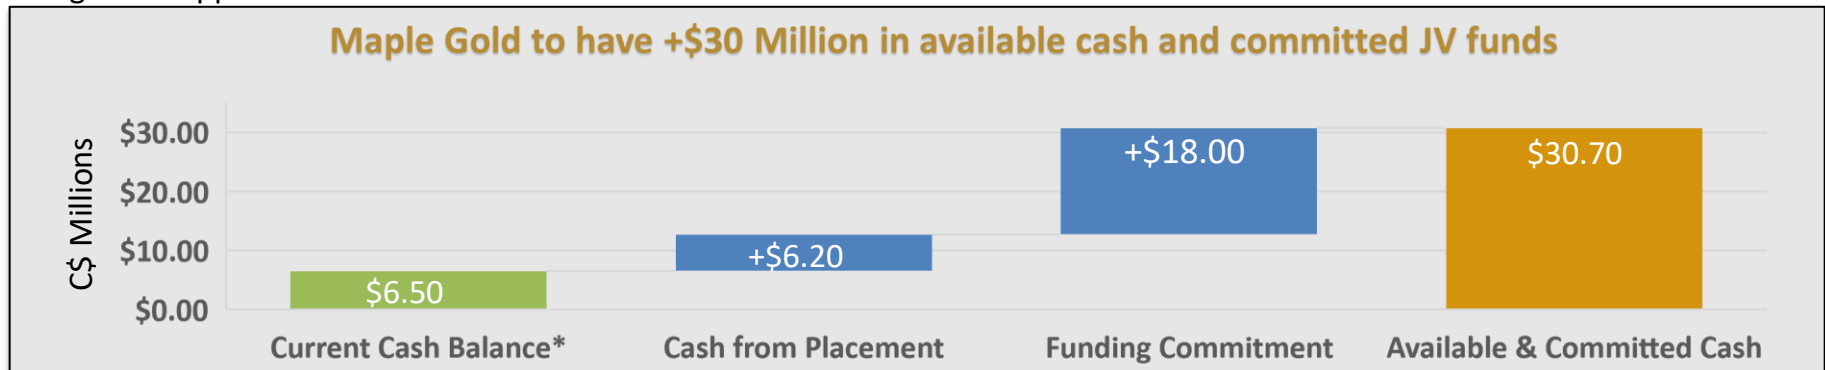 Maple Gold to have +$30 Million in available cash and committed JV funds
C$ Millions
$30.00
$20.00
$10.00
$0.00
$6.50
+$6.20
+$18.00
$30.70
Current Cash Balance*
Cash from Placement
Funding Commitment
Available & Committed Cash